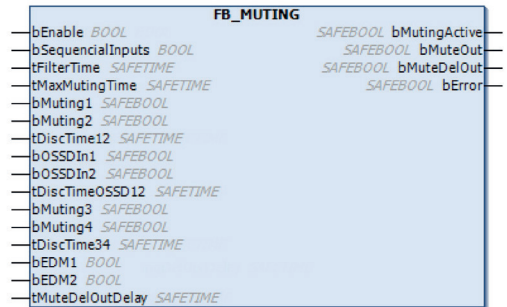 FB_MUTING
bEnable BOOL SAFEBOOL bMutingActive
bSequencialInputs BOOL SAFEBOOL bMuteOut
tFilterTime SAFETIME SAFEBOOL bMuteDelOut
tMaxMutingTime SAFETIME SAFEBOOL bError
bMuting1 SAFEBOOL
bMuting2 SAFEBOOL
tDiscTime12 SAFETIME
bOSSDIn1 SAFEBOOL
bOSSDIn2 SAFEBOOL
tDiscTimeOSSD12 SAFETIME
bMuting3 SAFEBOOL
bMuting4 SAFEBOOL
tDiscTime34 SAFETIME
bEDM1 BOOL
bEDM2 BOOL
tMuteDelOutDelay SAFETIME